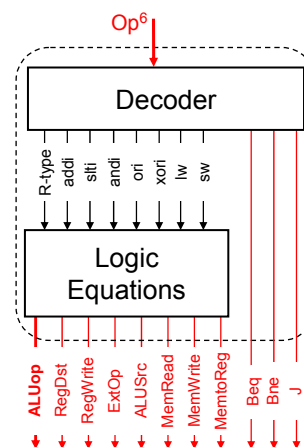 Op⁶
Decoder
R-type
addi
slti
andi
ori
xori
lw
sw
Logic
Equations
ALUop
RegDst
RegWrite
ExtOp
ALUSrc
MemRead
MemWrite
MemtoReg
Beq
Bne
J